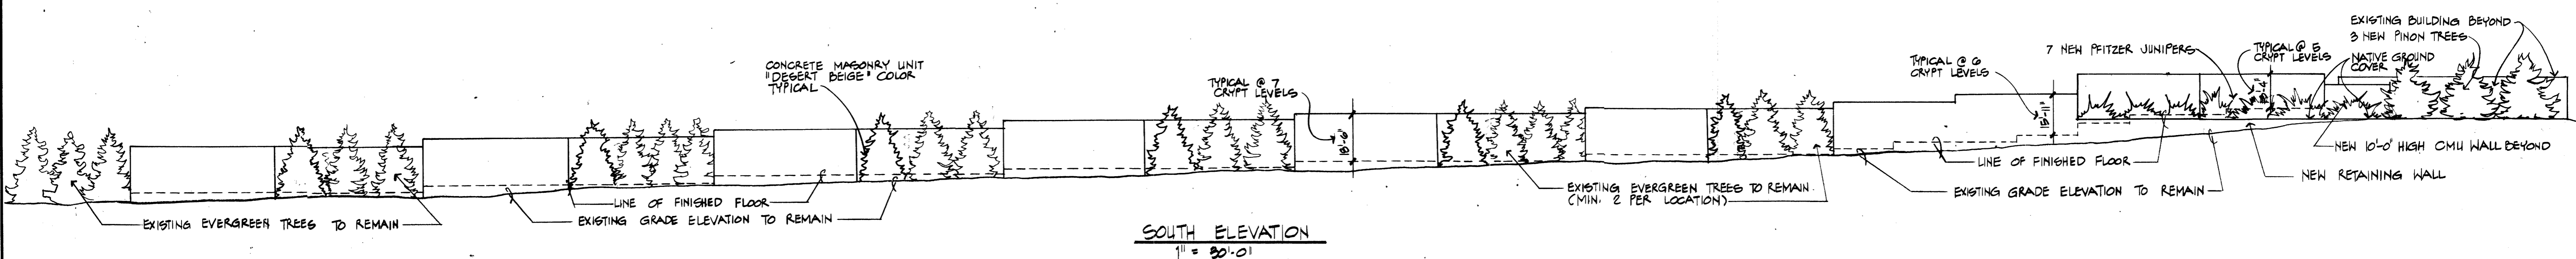 EXISTING BUILDING BEYOND
3 NEW PINON TREES
7 NEW PFITZER JUNIPERS
TYPICAL @ 5
CRYPT LEVELS
NATIVE GROUND
COVER
TYPICAL @ 6
CRYPT LEVELS
CONCRETE MASONRY UNIT
"DESERT BEIGE" COLOR
TYPICAL
TYPICAL @ 7
CRYPT LEVELS
18'-6"
15'-11"
NEW 10'-0" HIGH CMU WALL BEYOND
LINE OF FINISHED FLOOR
NEW RETAINING WALL
EXISTING GRADE ELEVATION TO REMAIN
EXISTING EVERGREEN TREES TO REMAIN.
(MIN. 2 PER LOCATION)
LINE OF FINISHED FLOOR
EXISTING GRADE ELEVATION TO REMAIN
EXISTING EVERGREEN TREES TO REMAIN
SOUTH ELEVATION
1" = 30'-0"